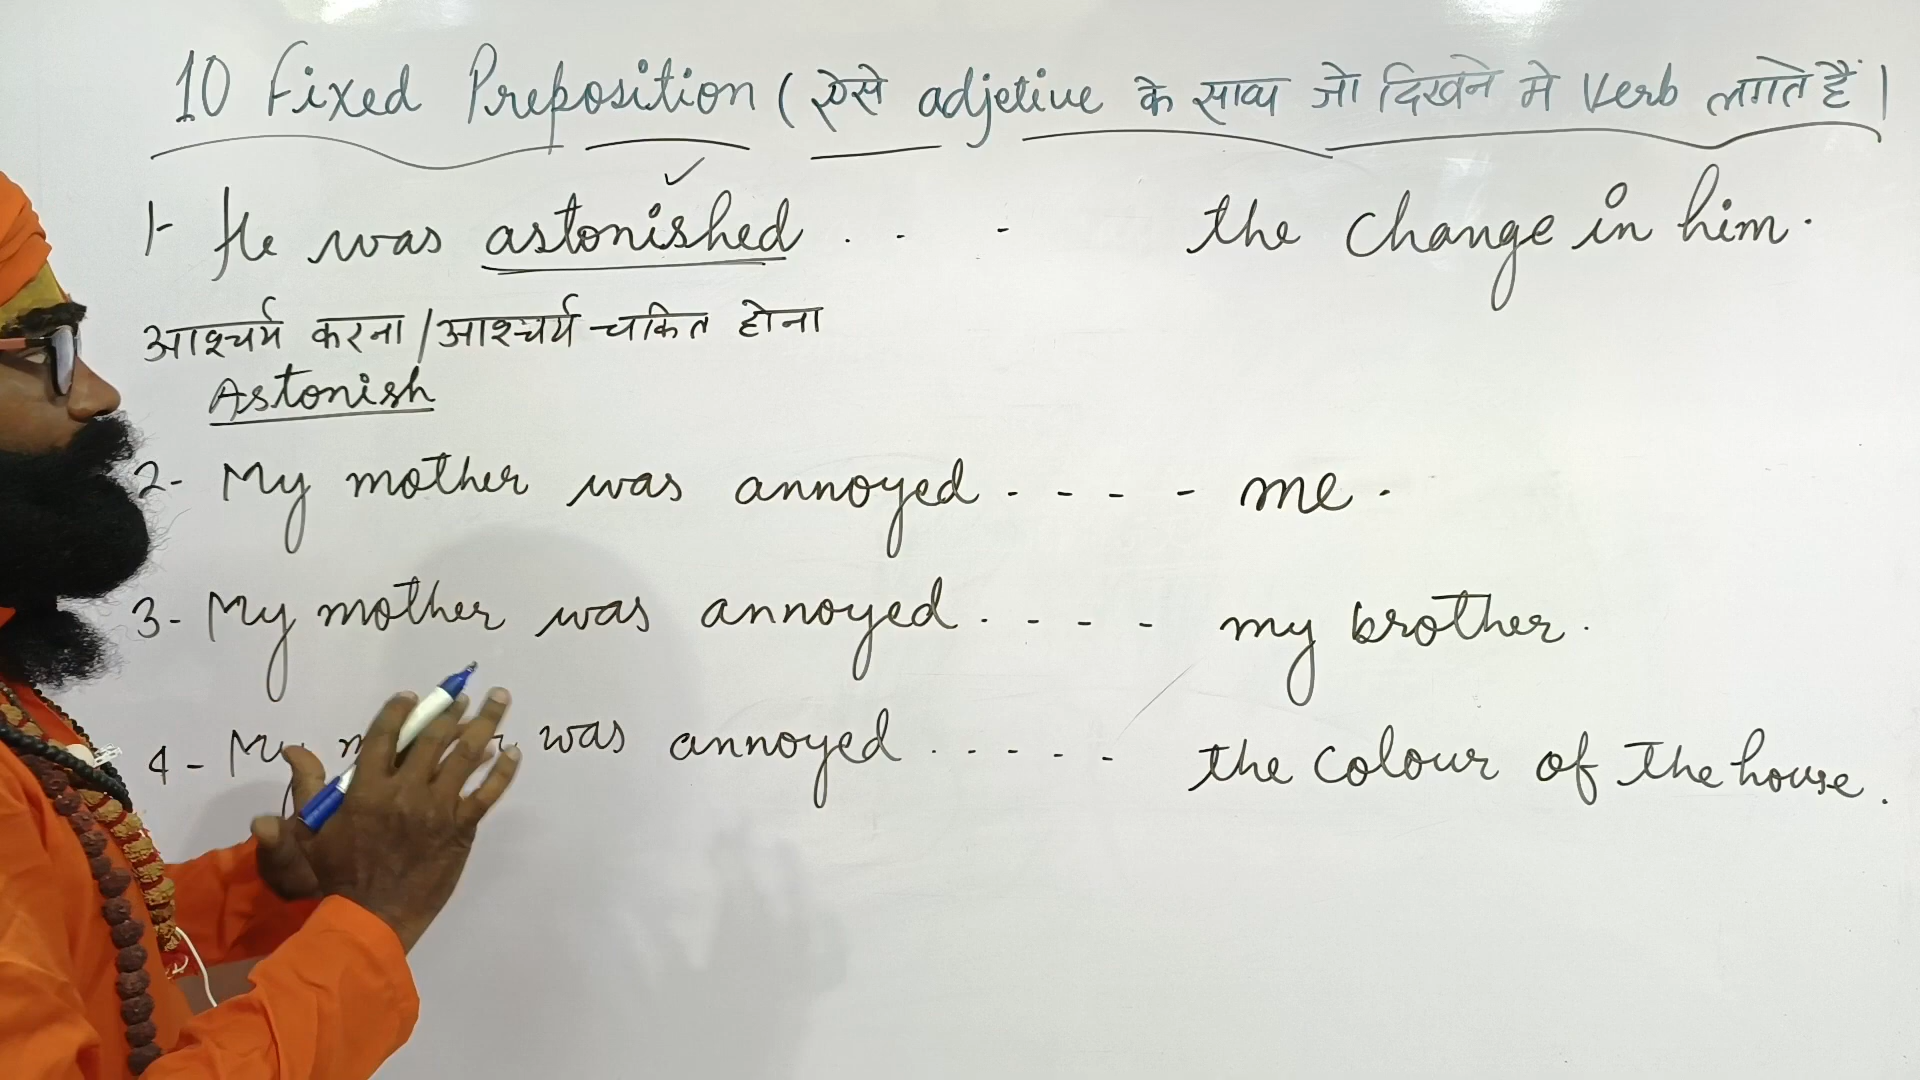 10 Fixed Preposition (ऐसे adjetive के साथ जो दिखने मे Verb लगते हैं।
1- He was astonished . . - the change in him.
आश्चर्य करना/आश्चर्य चकित होना
Astonish
2- My mother was annoyed . - - - me.
3- My mother was annoyed . - - - my brother.
4- My was annoyed . - - - - the colour of the house.